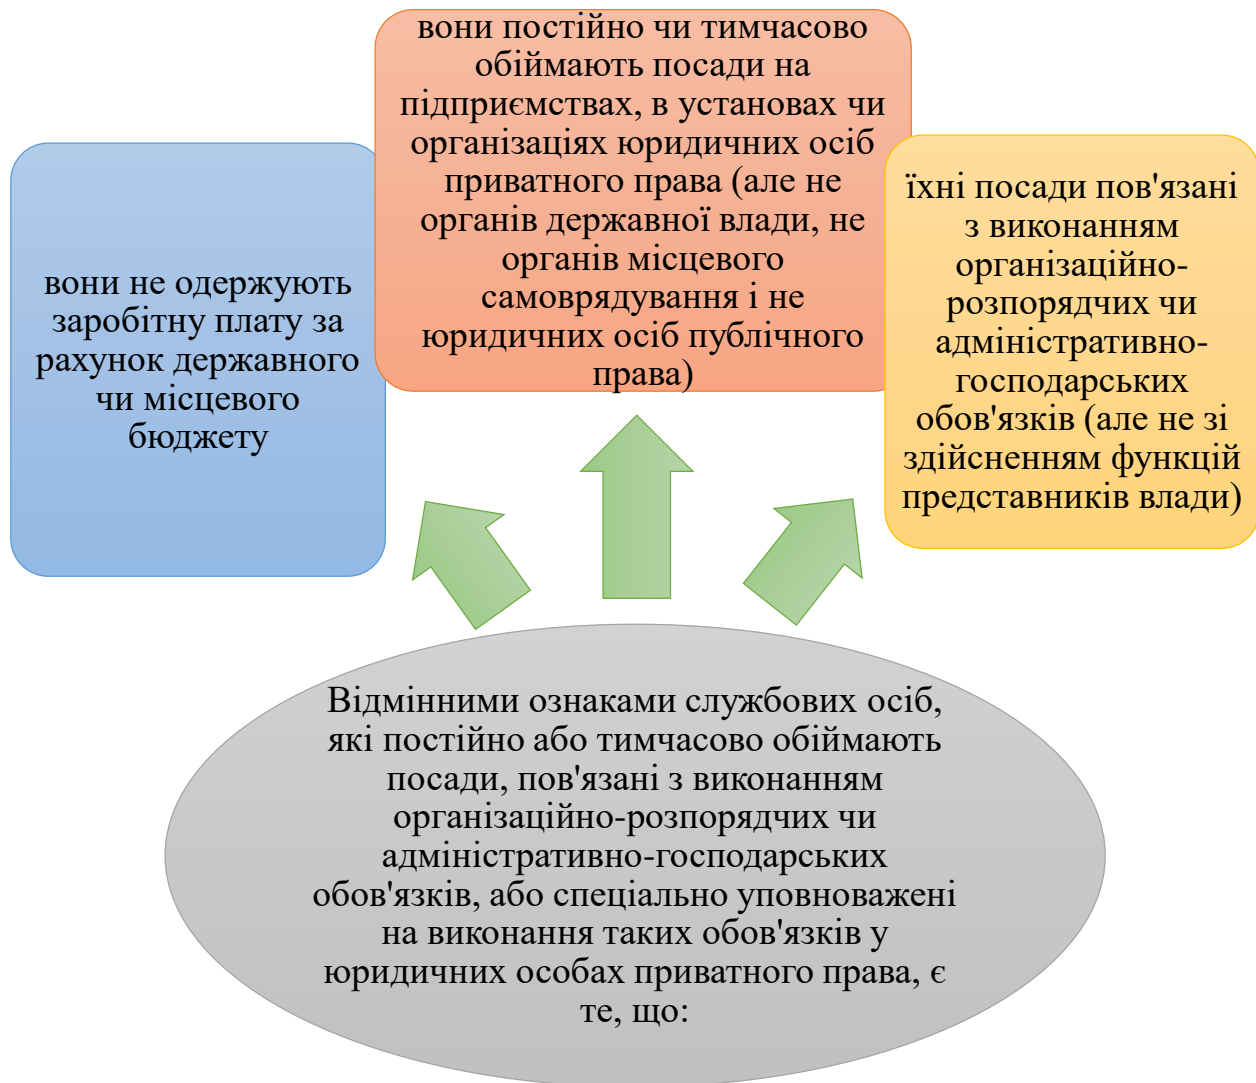 вони не одержують
заробітну плату за
рахунок державного
чи місцевого
бюджету
вони постійно чи тимчасово
обіймають посади на
підприємствах, в установах чи
організаціях юридичних осіб
приватного права (але не
органів державної влади, не
органів місцевого
самоврядування і не
юридичних осіб публічного
права)
їхні посади пов'язані
з виконанням
організаційно-
розпорядчих чи
адміністративно-
господарських
обов'язків (але не зі
здійсненням функцій
представників влади)
Відмінними ознаками службових осіб,
які постійно або тимчасово обіймають
посади, пов'язані з виконанням
організаційно-розпорядчих чи
адміністративно-господарських
обов'язків, або спеціально уповноважені
на виконання таких обов'язків у
юридичних особах приватного права, є
те, що: